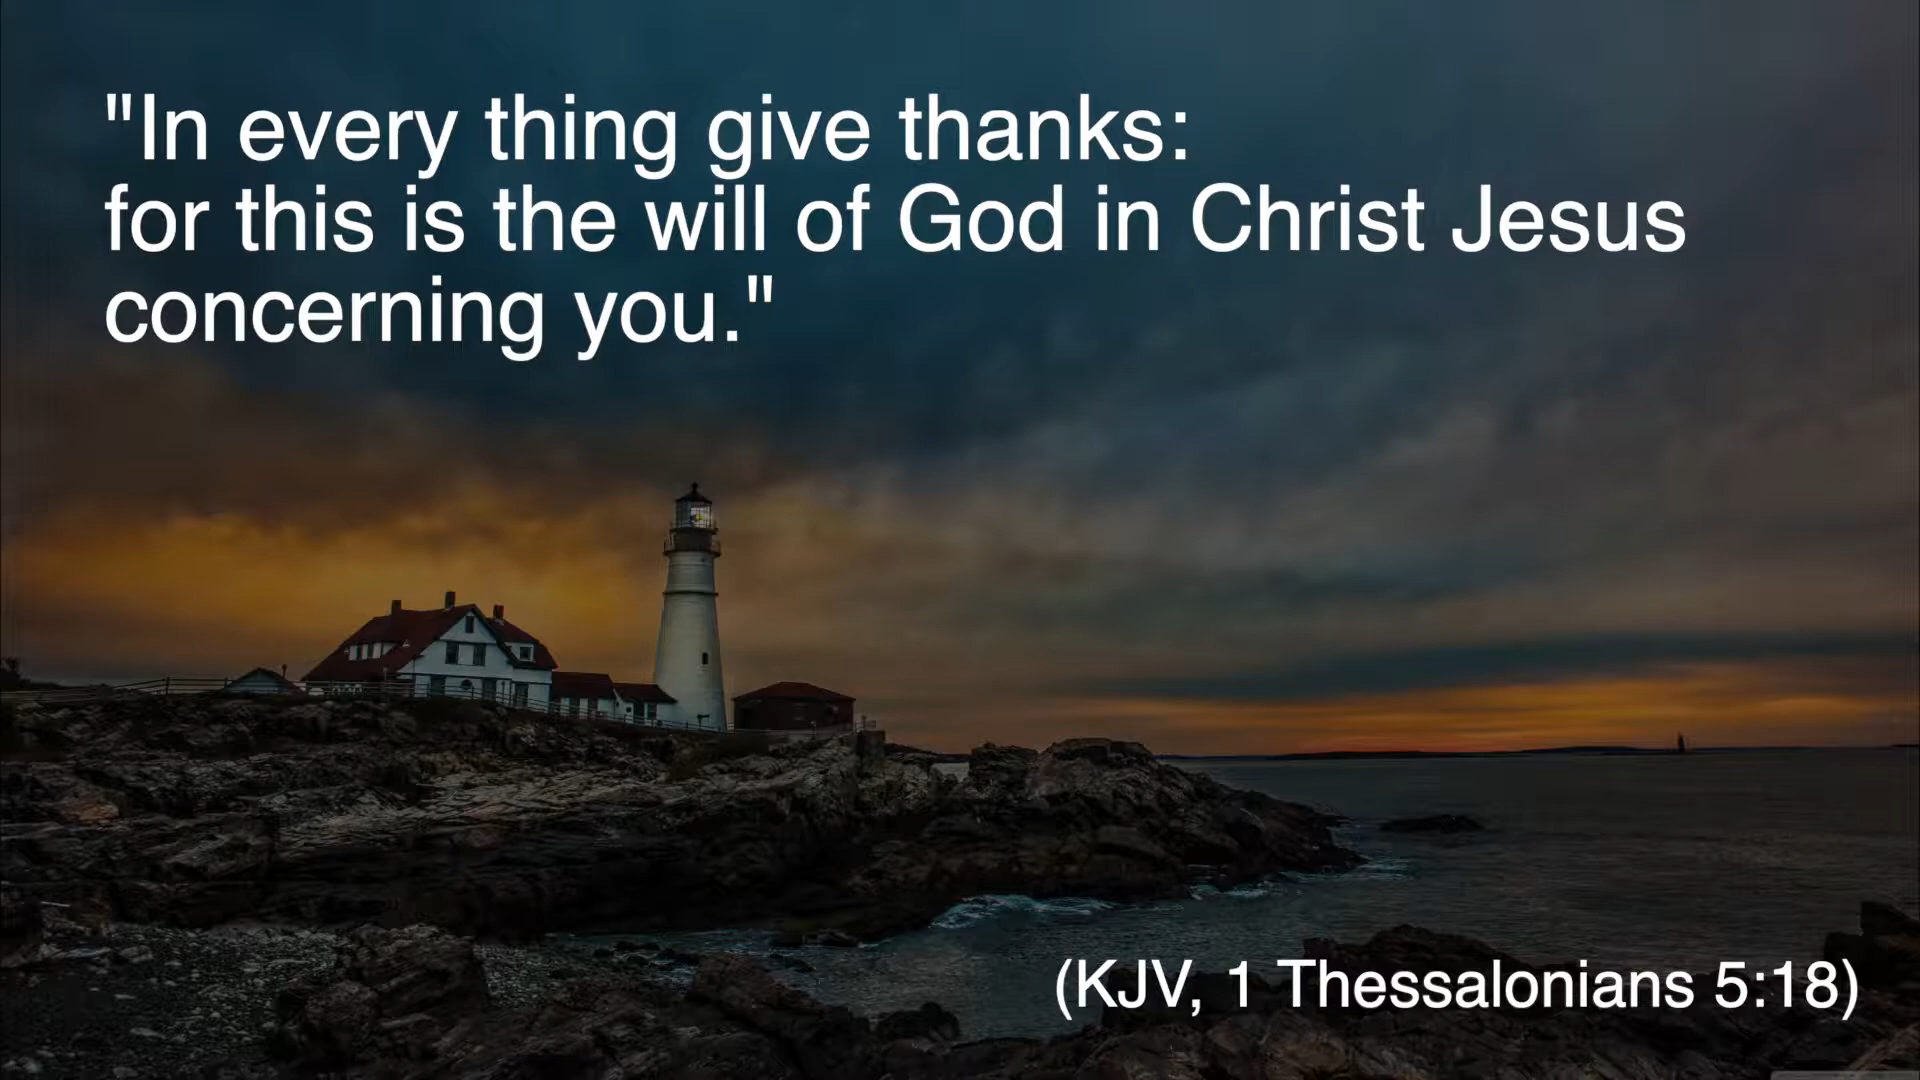 "In every thing give thanks:
for this is the will of God in Christ Jesus
concerning you."
(KJV, 1 Thessalonians 5:18)